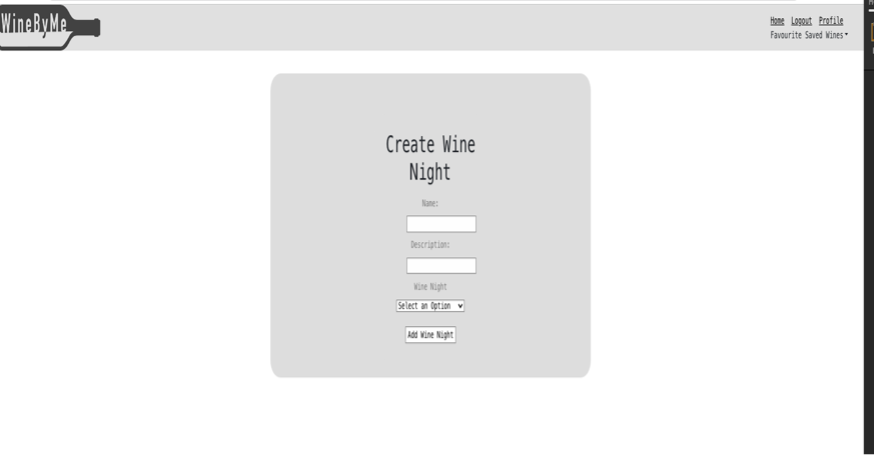 WineByMe
Home Logout Profile
Favourite Saved Wines
Create Wine
Night
Name:
Description:
Wine Night
Select an Option
Add Wine Night